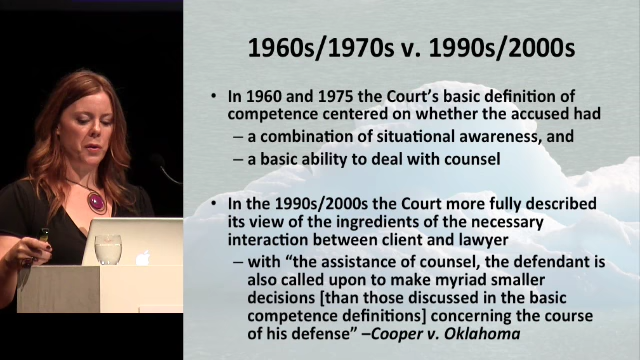 1960s/1970s v. 1990s/2000s
• In 1960 and 1975 the Court's basic definition of
competence centered on whether the accused had
– a combination of situational awareness, and
– a basic ability to deal with counsel
• In the 1990s/2000s the Court more fully described
its view of the ingredients of the necessary
interaction between client and lawyer
– with “the assistance of counsel, the defendant is
also called upon to make myriad smaller
decisions [than those discussed in the basic
competence definitions] concerning the course
of his defense” –Cooper v. Oklahoma